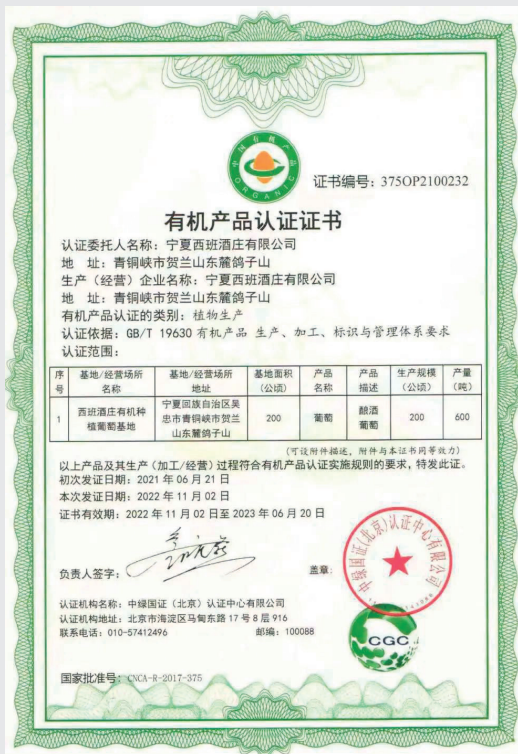 中国有机产品
ORGANIC
证书编号：375OP2100232
有机产品认证证书
认证委托人名称：宁夏西班酒庄有限公司
地 址：青铜峡市贺兰山东麓鸽子山
生产（经营）企业名称：宁夏西班酒庄有限公司
地 址：青铜峡市贺兰山东麓鸽子山
有机产品认证的类别：植物生产
认证依据：GB/T 19630 有机产品 生产、加工、标识与管理体系要求
认证范围：
序号 基地/经营场所名称 基地/经营场所地址 基地面积（公顷） 产品名称 产品描述 生产规模（公顷） 产量（吨）
1 西班酒庄有机种植葡萄基地 宁夏回族自治区吴忠市青铜峡市贺兰山东麓鸽子山 200 葡萄 酿酒葡萄 200 600
（可设附件描述，附件与本证书同等效力）
以上产品及其生产（加工/经营）过程符合有机产品认证实施规则的要求，特发此证。
初次发证日期：2021 年 06 月 21 日
本次发证日期：2022 年 11 月 02 日
证书有效期：2022 年 11 月 02 日至 2023 年 06 月 20 日
负责人签字：
盖章：
中绿国证(北京)认证中心有限公司
认证机构名称：中绿国证（北京）认证中心有限公司
认证机构地址：北京市海淀区马甸东路 17 号 8 层 916
联系电话：010-57412496 邮编：100088
CGC
国家批准号：CNCA-R-2017-375